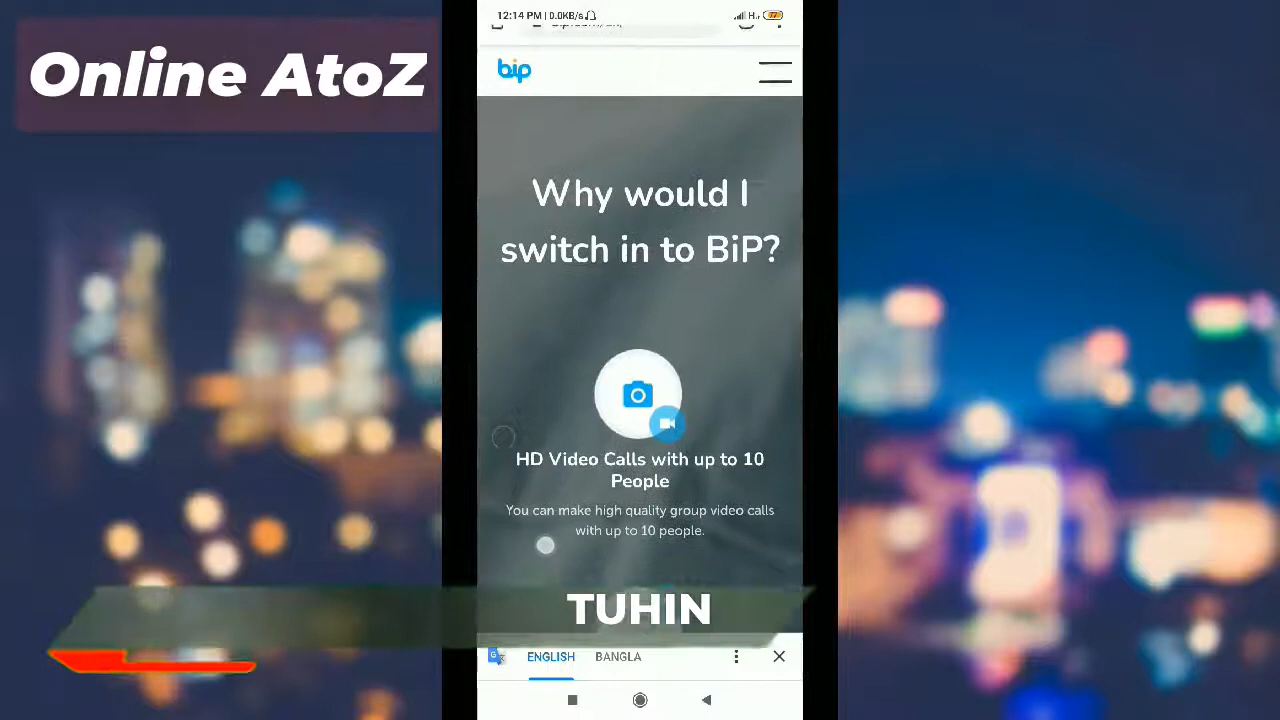 Online AtoZ
12:14 PM | 0.0KB/s
bip
Why would I
switch in to BiP?
HD Video Calls with up to 10
People
You can make high quality group video calls
with up to 10 people.
TUHIN
ENGLISH BANGLA